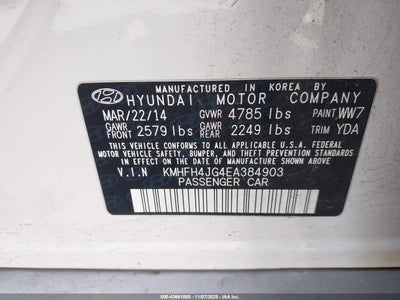 MANUFACTURED IN KOREA BY
HYUNDAI MOTOR COMPANY
MAR/22/14 GVWR 4785 lbs PAINT WW7
GAWR FRONT 2579 lbs GAWR REAR 2249 lbs TRIM YDA
THIS VEHICLE CONFORMS TO ALL APPLICABLE U.S.A. FEDERAL
MOTOR VEHICLE SAFETY, BUMPER, AND THEFT PREVENTION STANDARDS
IN EFFECT ON THE DATE OF MANUFACTURE SHOWN ABOVE.
V.I.N KMHFH4JG4EA384903
PASSENGER CAR